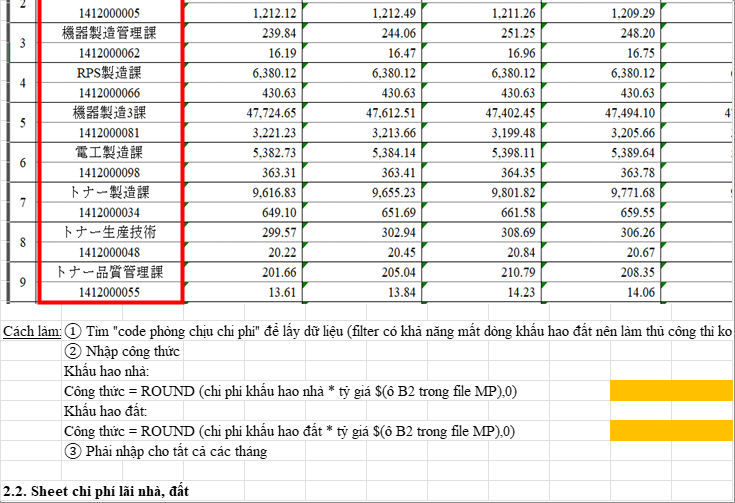 2 1412000005 1,212.12 1,212.49 1,211.26 1,209.29
機器製造管理課 239.84 244.06 251.25 248.20
3 1412000062 16.19 16.47 16.96 16.75
RPS製造課 6,380.12 6,380.12 6,380.12 6,380.12
4 1412000066 430.63 430.63 430.63 430.63
機器製造3課 47,724.65 47,612.51 47,402.45 47,494.10 4
5 1412000081 3,221.23 3,213.66 3,199.48 3,205.66
電工製造課 5,382.73 5,384.14 5,398.11 5,389.64
6 1412000098 363.31 363.41 364.35 363.78
トナー製造課 9,616.83 9,655.23 9,801.82 9,771.68
7 1412000034 649.10 651.69 661.58 659.55
トナー生産技術 299.57 302.94 308.69 306.26
8 1412000048 20.22 20.45 20.84 20.67
トナー品質管理課 201.66 205.04 210.79 208.35
9 1412000055 13.61 13.84 14.23 14.06
Cách làm: ① Tìm "code phòng chịu chi phí" để lấy dữ liệu (filter có khả năng mất dòng khấu hao đất nên làm thủ công thì ko
② Nhập công thức
Khấu hao nhà:
Công thức = ROUND (chi phí khấu hao nhà * tỷ giá $(ô B2 trong file MP),0)
Khấu hao đất:
Công thức = ROUND (chi phí khấu hao đất * tỷ giá $(ô B2 trong file MP),0)
③ Phải nhập cho tất cả các tháng
2.2. Sheet chi phí lãi nhà, đất